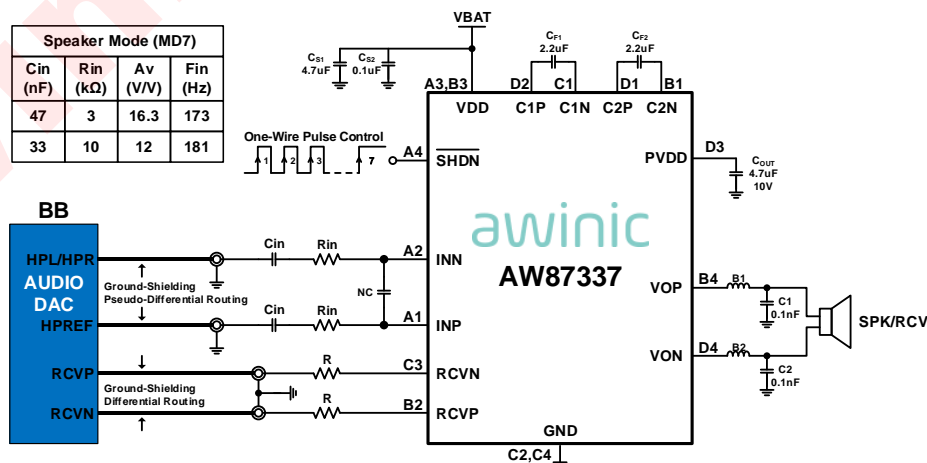 Speaker Mode (MD7)
Cin (nF) Rin (kΩ) Av (V/V) Fin (Hz)
47 3 16.3 173
33 10 12 181
VBAT
CS1 4.7uF
CS2 0.1uF
CF1 2.2uF
CF2 2.2uF
A3,B3 D2 C1 D1 B1
VDD C1P C1N C2P C2N
One-Wire Pulse Control
1 2 3 7
A4
SHDN
PVDD
D3
COUT
4.7uF
10V
BB
AUDIO
DAC
HPL/HPR
Ground-Shielding
Pseudo-Differential Routing
HPREF
RCVP
Ground-Shielding
Differential Routing
RCVN
Cin Rin
A2
INN
NC
Cin Rin
A1
INP
R
C3
RCVN
R
B2
RCVP
awinic
AW87337
VOP
B4
B1
C1
0.1nF
SPK/RCV
VON
D4
B2
C2
0.1nF
GND
C2,C4